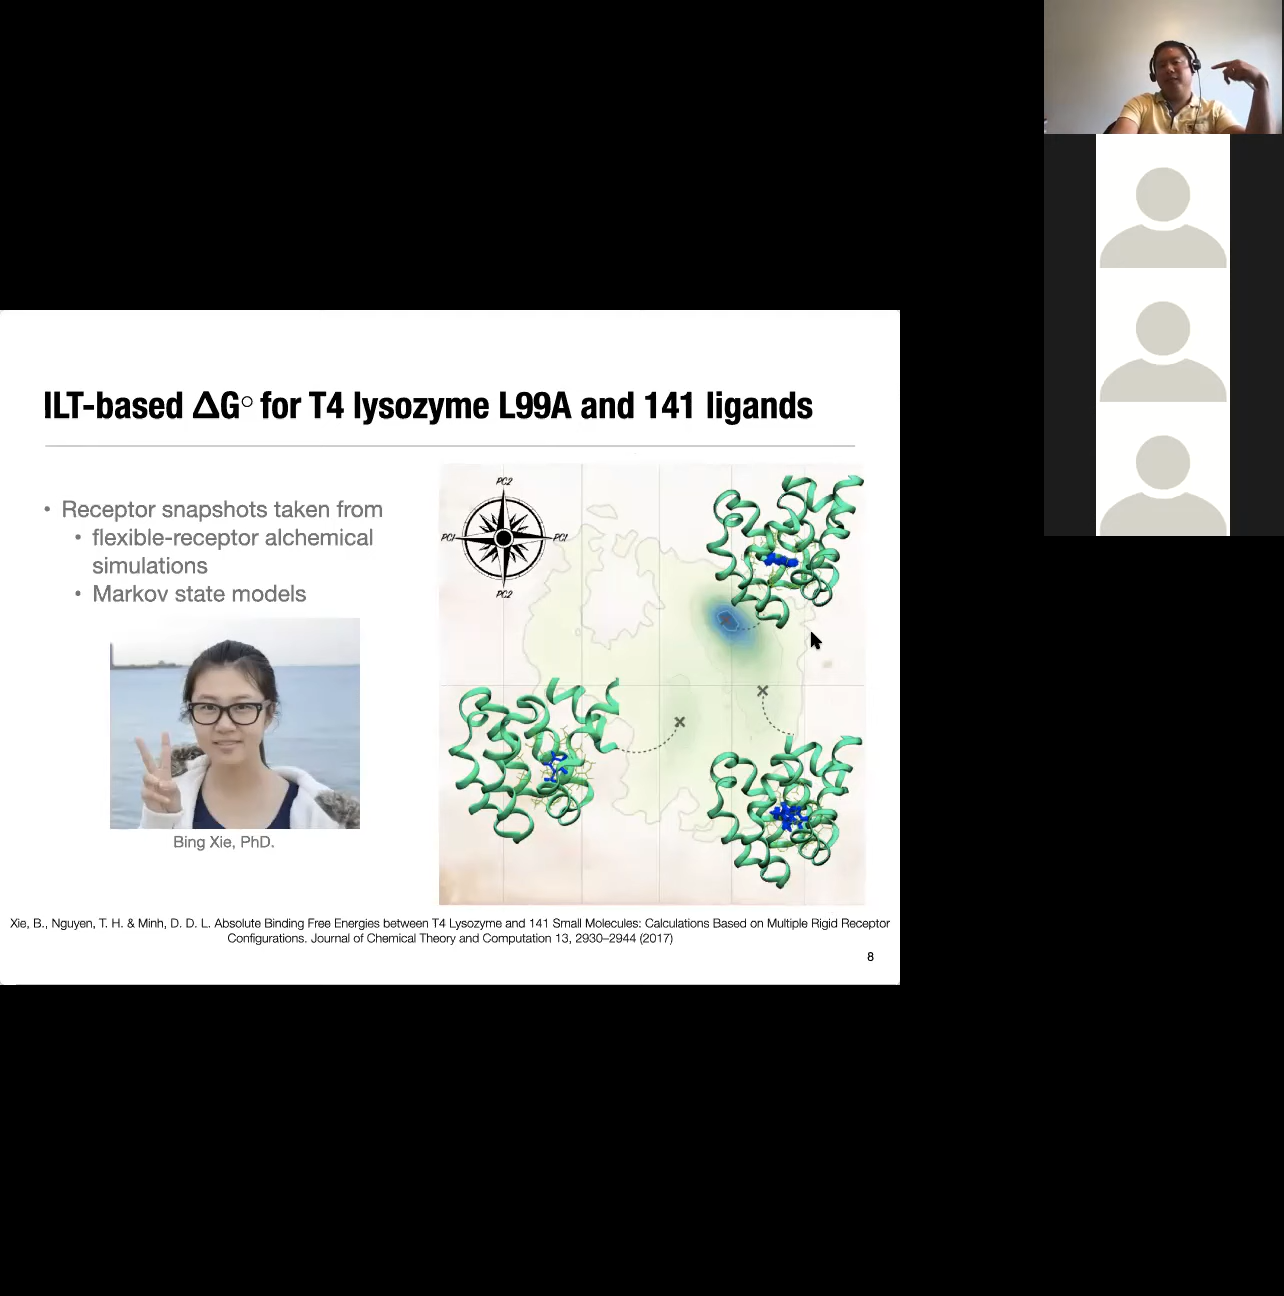 ILT-based ΔG° for T4 lysozyme L99A and 141 ligands
• Receptor snapshots taken from
• flexible-receptor alchemical
simulations
• Markov state models
Bing Xie, PhD.
PC2
PC1
PC1
PC2
Xie, B., Nguyen, T. H. & Minh, D. D. L. Absolute Binding Free Energies between T4 Lysozyme and 141 Small Molecules: Calculations Based on Multiple Rigid Receptor
Configurations. Journal of Chemical Theory and Computation 13, 2930–2944 (2017)
8